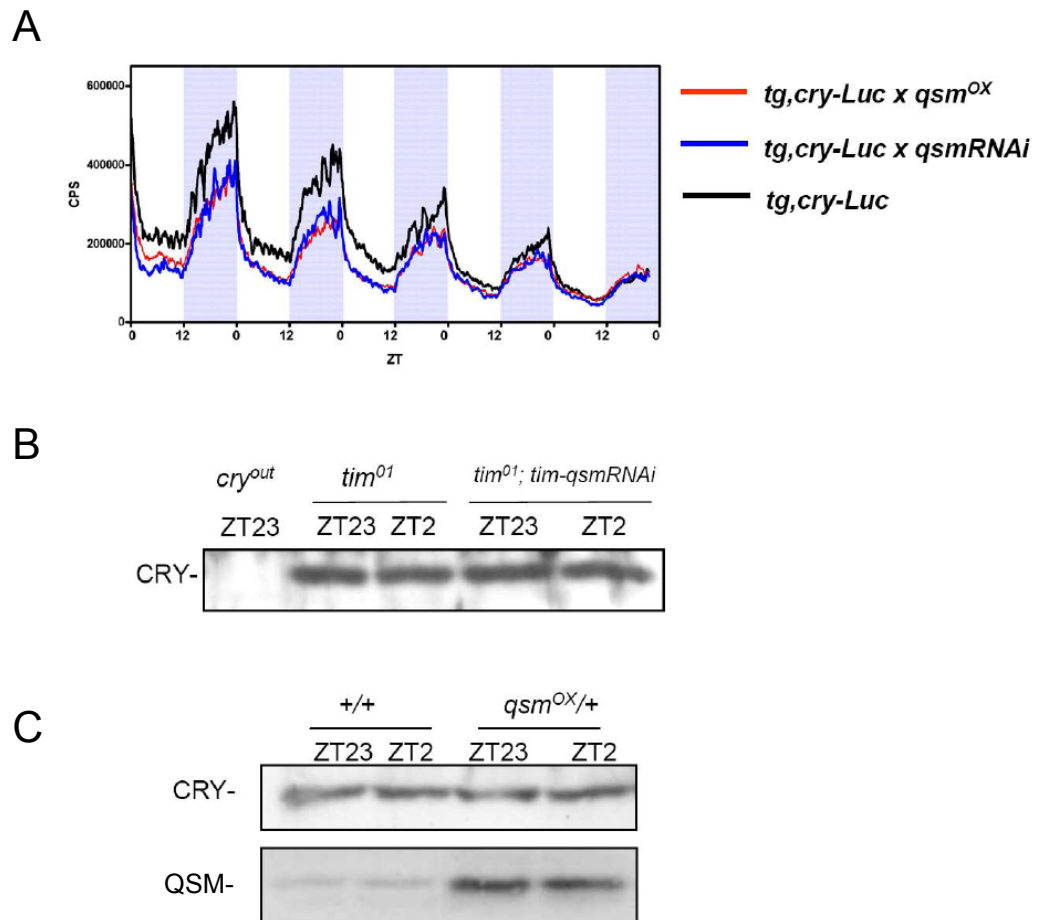 A
600000
400000
200000
0
CPS
0 12 0 12 0 12 0 12 0 12 0
ZT
tg,cry-Luc x qsm^OX
tg,cry-Luc x qsmRNAi
tg,cry-Luc
B
cry^out tim^01 tim^01; tim-qsmRNAi
ZT23 ZT23 ZT2 ZT23 ZT2
CRY-
C
+/+ qsm^OX/+
ZT23 ZT2 ZT23 ZT2
CRY-
QSM-